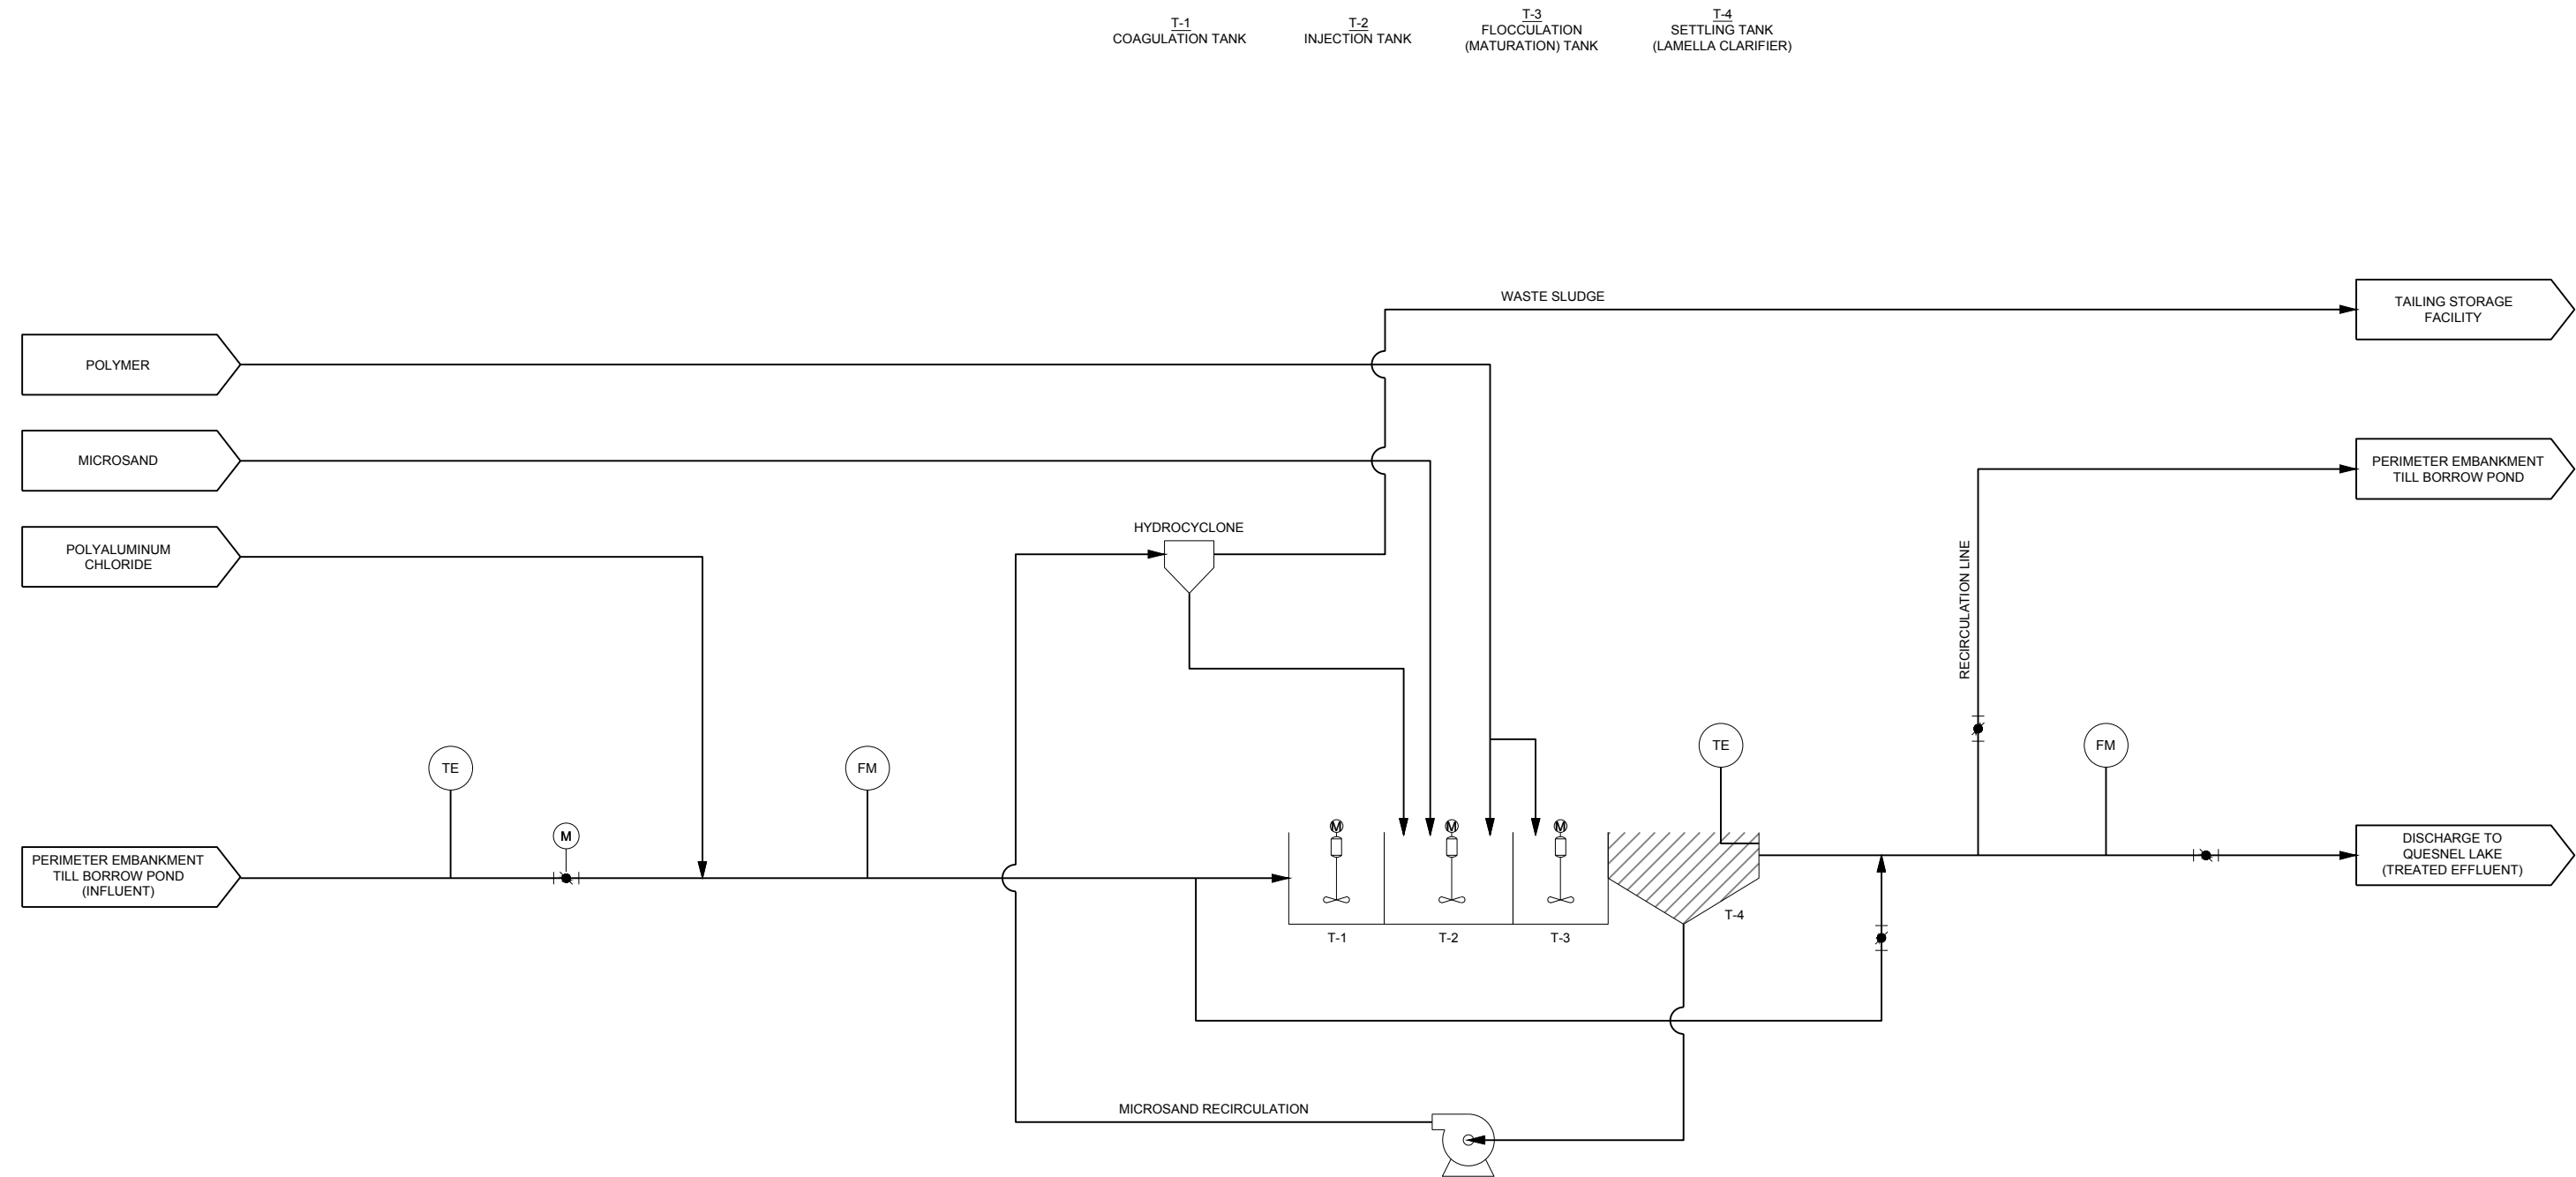 T-1
COAGULATION TANK
T-2
INJECTION TANK
T-3
FLOCCULATION
(MATURATION) TANK
T-4
SETTLING TANK
(LAMELLA CLARIFIER)
WASTE SLUDGE
TAILING STORAGE
FACILITY
POLYMER
MICROSAND
PERIMETER EMBANKMENT
TILL BORROW POND
POLYALUMINUM
CHLORIDE
HYDROCYCLONE
RECIRCULATION LINE
TE
FM
TE
FM
M
M
M
M
PERIMETER EMBANKMENT
TILL BORROW POND
(INFLUENT)
DISCHARGE TO
QUESNEL LAKE
(TREATED EFFLUENT)
T-1
T-2
T-3
T-4
MICROSAND RECIRCULATION